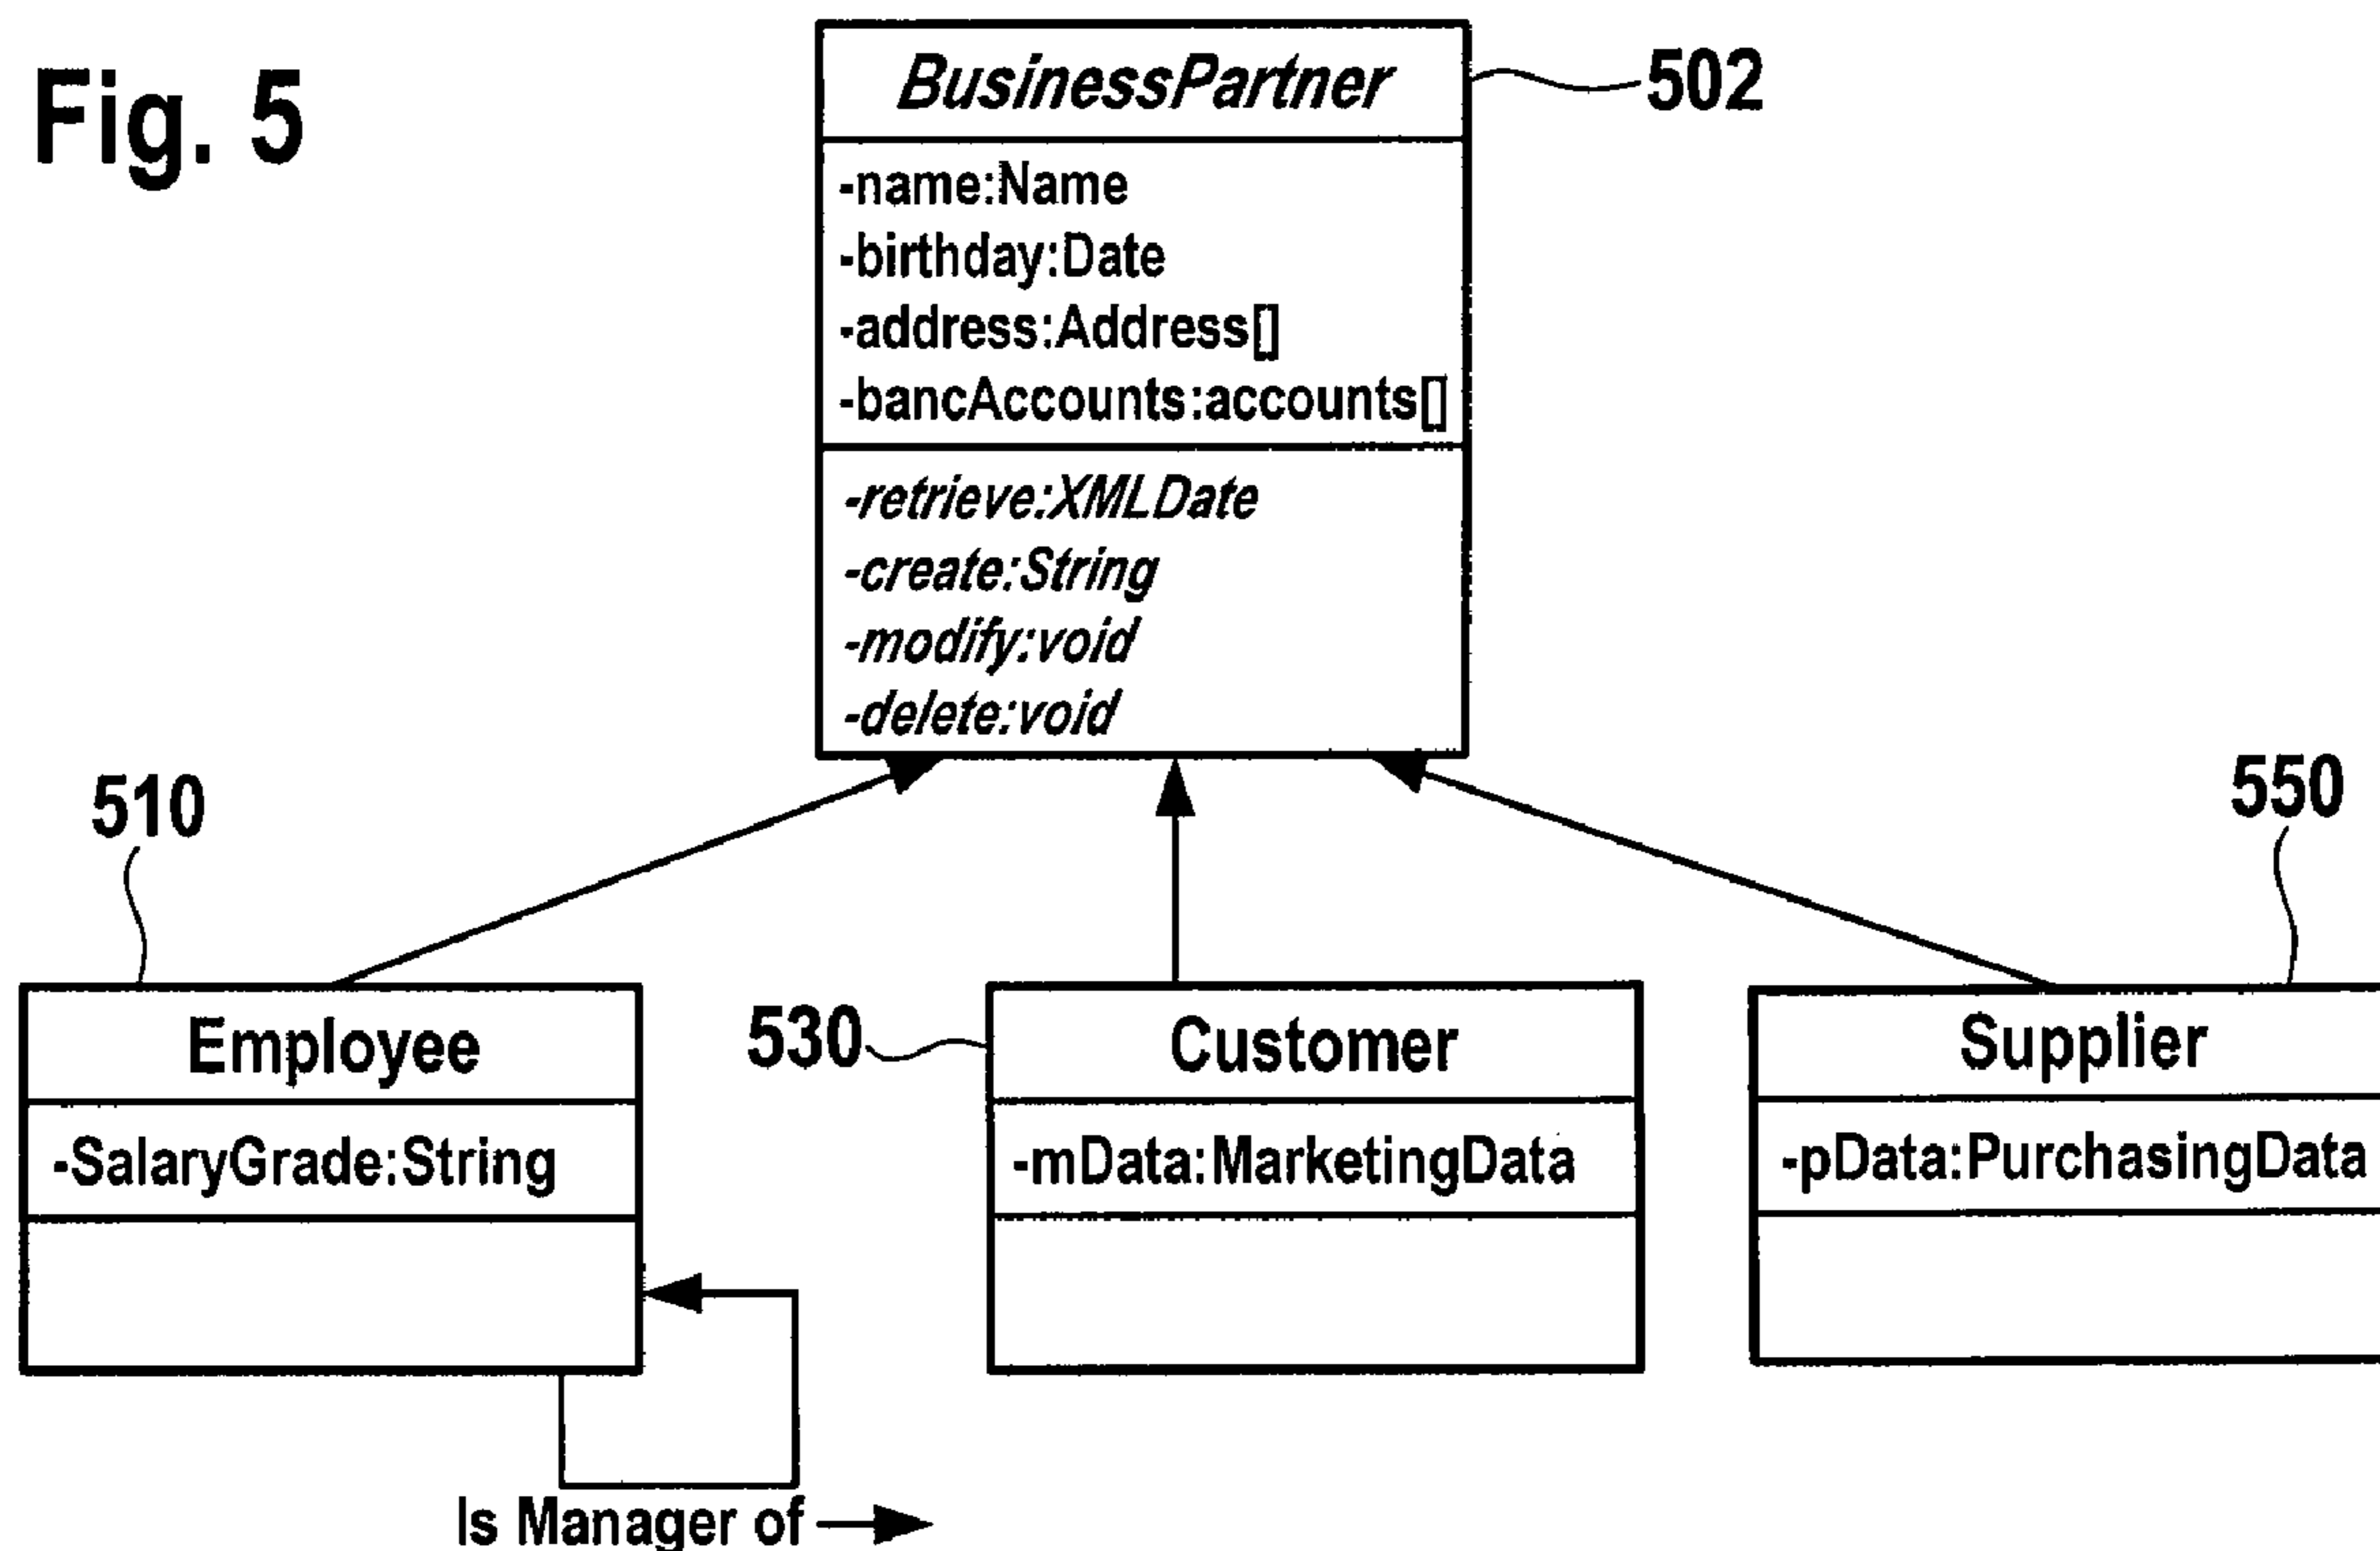 Fig. 5
BusinessPartner
502
-name:Name
-birthday:Date
-address:Address[]
-bancAccounts:accounts[]
-retrieve:XMLDate
-create:String
-modify:void
-delete:void
510
550
Employee
-SalaryGrade:String
530
Customer
-mData:MarketingData
Supplier
-pData:PurchasingData
Is Manager of